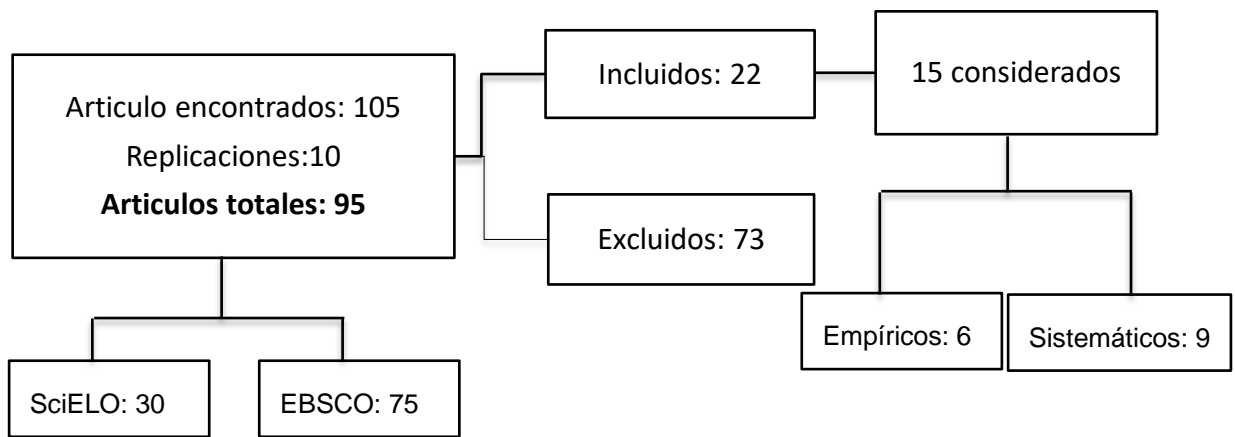 Articulo encontrados: 105
Replicaciones:10
Articulos totales: 95
Incluidos: 22
15 considerados
Excluidos: 73
Empíricos: 6
Sistemáticos: 9
SciELO: 30
EBSCO: 75